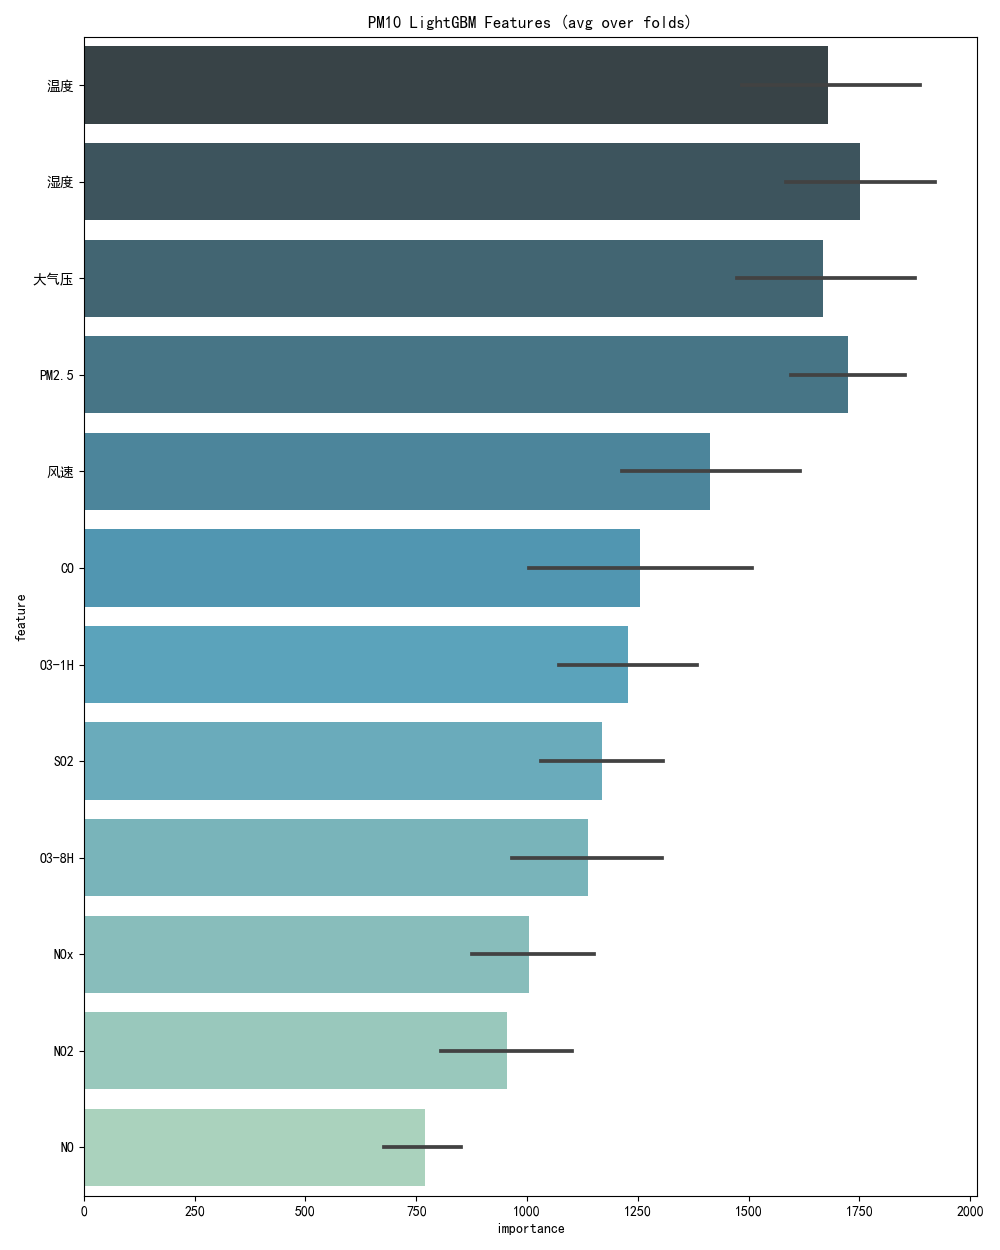 PM10 LightGBM Features (avg over folds)
温度
湿度
大气压
PM2.5
风速
CO
O3-1H
SO2
O3-8H
NOx
NO2
NO
feature
0 250 500 750 1000 1250 1500 1750 2000
importance